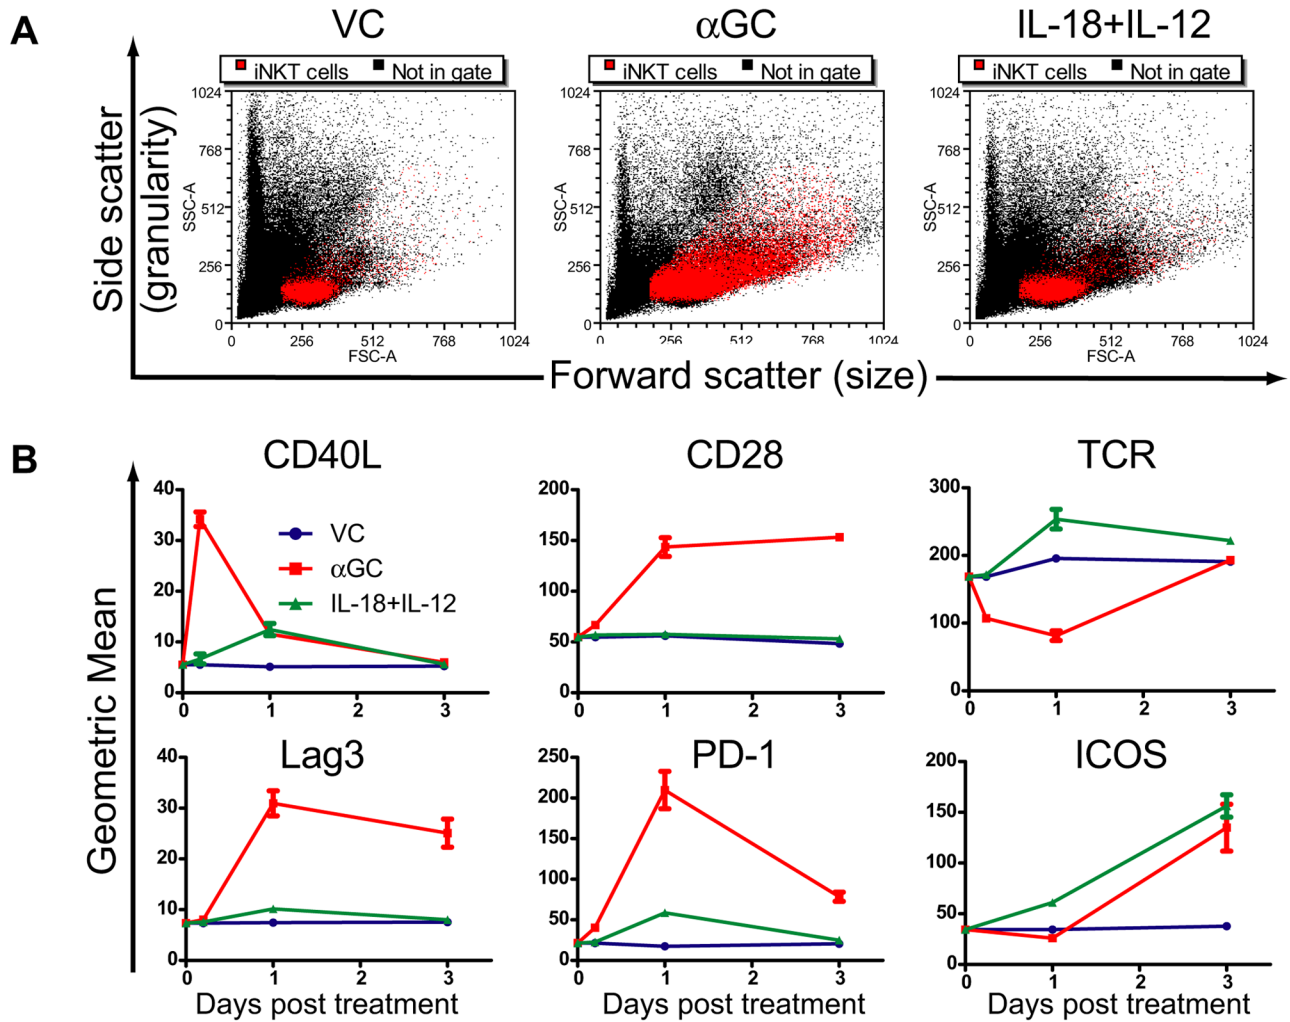 A
VC
αGC
IL-18+IL-12
iNKT cells Not in gate
iNKT cells Not in gate
iNKT cells Not in gate
Side scatter
(granularity)
SSC-A
1024
768
512
256
0
0 256 512 768 1024
FSC-A
SSC-A
1024
768
512
256
0
0 256 512 768 1024
SSC-A
1024
768
512
256
0
0 256 512 768 1024
FSC-A
Forward scatter (size)
B
Geometric Mean
CD40L
40
30
20
10
0
0 1 2 3
VC
αGC
IL-18+IL-12
CD28
200
150
100
50
0
0 1 2 3
TCR
300
200
100
0
0 1 2 3
Lag3
40
30
20
10
0
0 1 2 3
Days post treatment
PD-1
250
200
150
100
50
0
0 1 2 3
Days post treatment
ICOS
200
150
100
50
0
0 1 2 3
Days post treatment